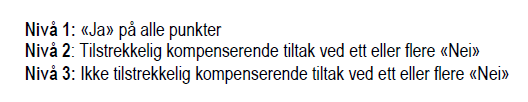 Nivå 1: «Ja» på alle punkter
Nivå 2: Tilstrekkelig kompenserende tiltak ved ett eller flere «Nei»
Nivå 3: Ikke tilstrekkelig kompenserende tiltak ved ett eller flere «Nei»